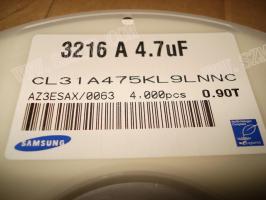 3216 A 4.7uF
CL31A475KL9LNNC
AZ3ESAX/0063 4,000pcs 0.90T
SAMSUNG